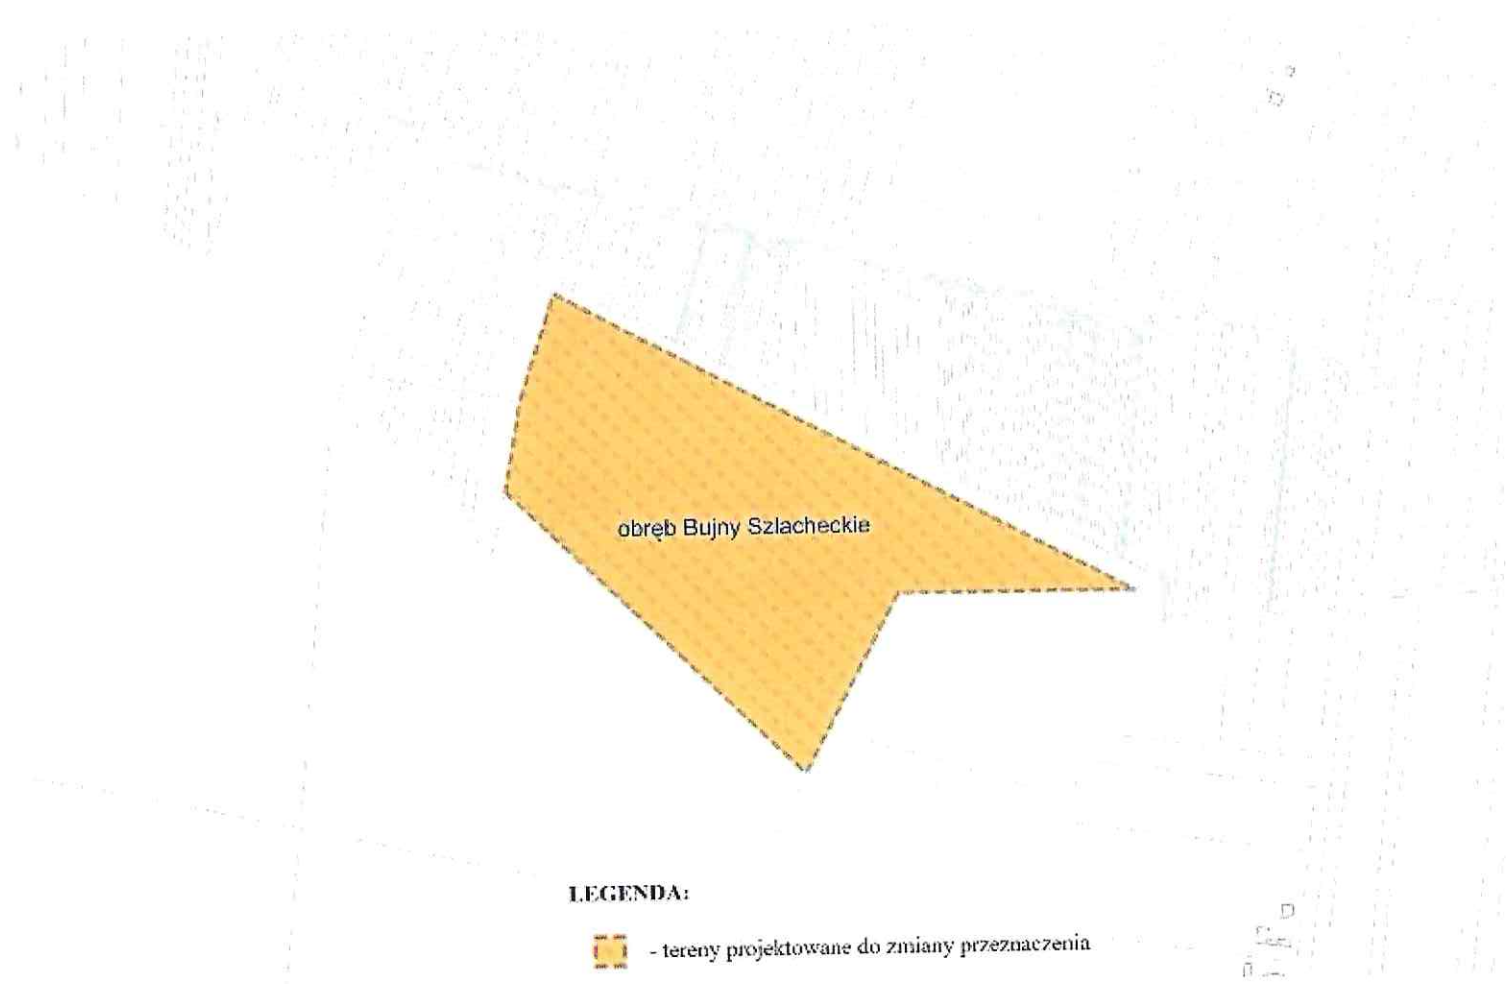 obręb Bujny Szlacheckie
LEGENDA:
- tereny projektowane do zmiany przeznaczenia